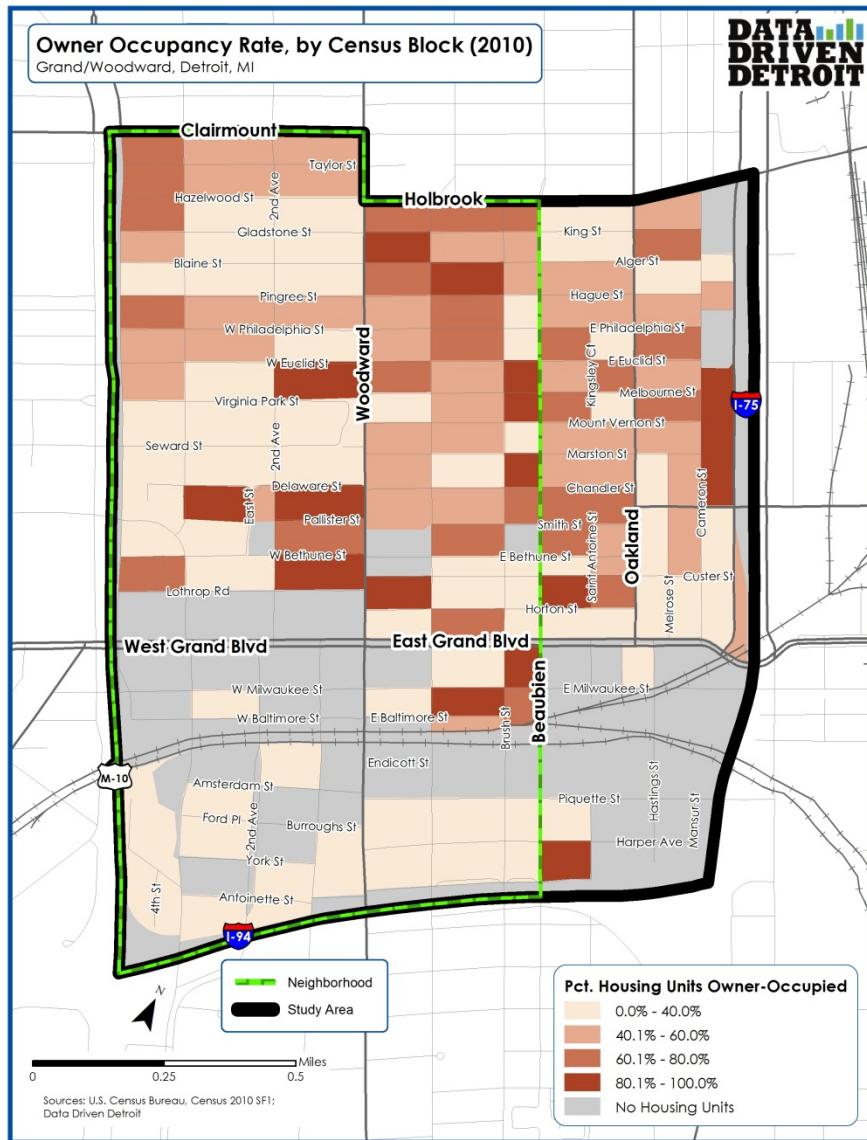 Owner Occupancy Rate, by Census Block (2010)
Grand/Woodward, Detroit, MI
DATA
DRIVEN
DETROIT
Clairmount
Taylor St
Hazelwood St
2nd Ave
Holbrook
Gladstone St
King St
Blaine St
Alger St
Pingree St
Hague St
W Philadelphia St
E Philadelphia St
Woodward
W Euclid St
E Euclid St
Kingsley Ct
Virginia Park St
Melbourne St
I-75
Mount Vernon St
Seward St
2nd Ave
Marston St
Delaware St
Chandler St
Cameron St
East St
Pallister St
Smith St
Saint Antoine St
Oakland
W Bethune St
E Bethune St
Lothrop Rd
Custer St
Melrose St
Horton St
West Grand Blvd
East Grand Blvd
W Milwaukee St
E Milwaukee St
Beaubien
W Baltimore St
E Baltimore St
Brush St
Endicott St
M-10
Amsterdam St
Piquette St
Hastings St
Mansur St
Ford Pl
2nd Ave
Burroughs St
Harper Ave
York St
4th St
Antoinette St
I-94
N
Neighborhood
Study Area
Miles
0 0.25 0.5
Sources: U.S. Census Bureau, Census 2010 SF1;
Data Driven Detroit
Pct. Housing Units Owner-Occupied
0.0% - 40.0%
40.1% - 60.0%
60.1% - 80.0%
80.1% - 100.0%
No Housing Units